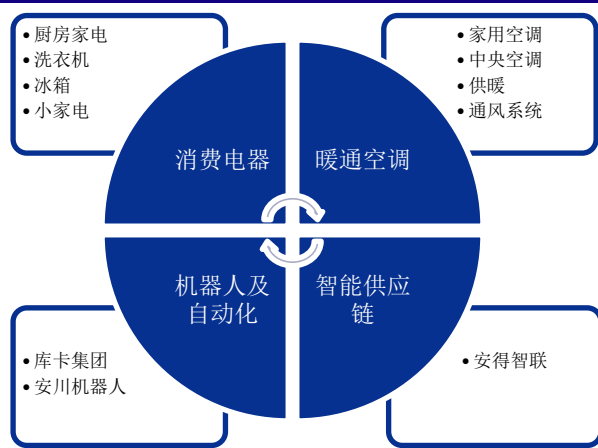 • 厨房家电
• 洗衣机
• 冰箱
• 小家电
• 家用空调
• 中央空调
• 供暖
• 通风系统
消费电器
暖通空调
机器人及
自动化
智能供应
链
• 库卡集团
• 安川机器人
• 安得智联